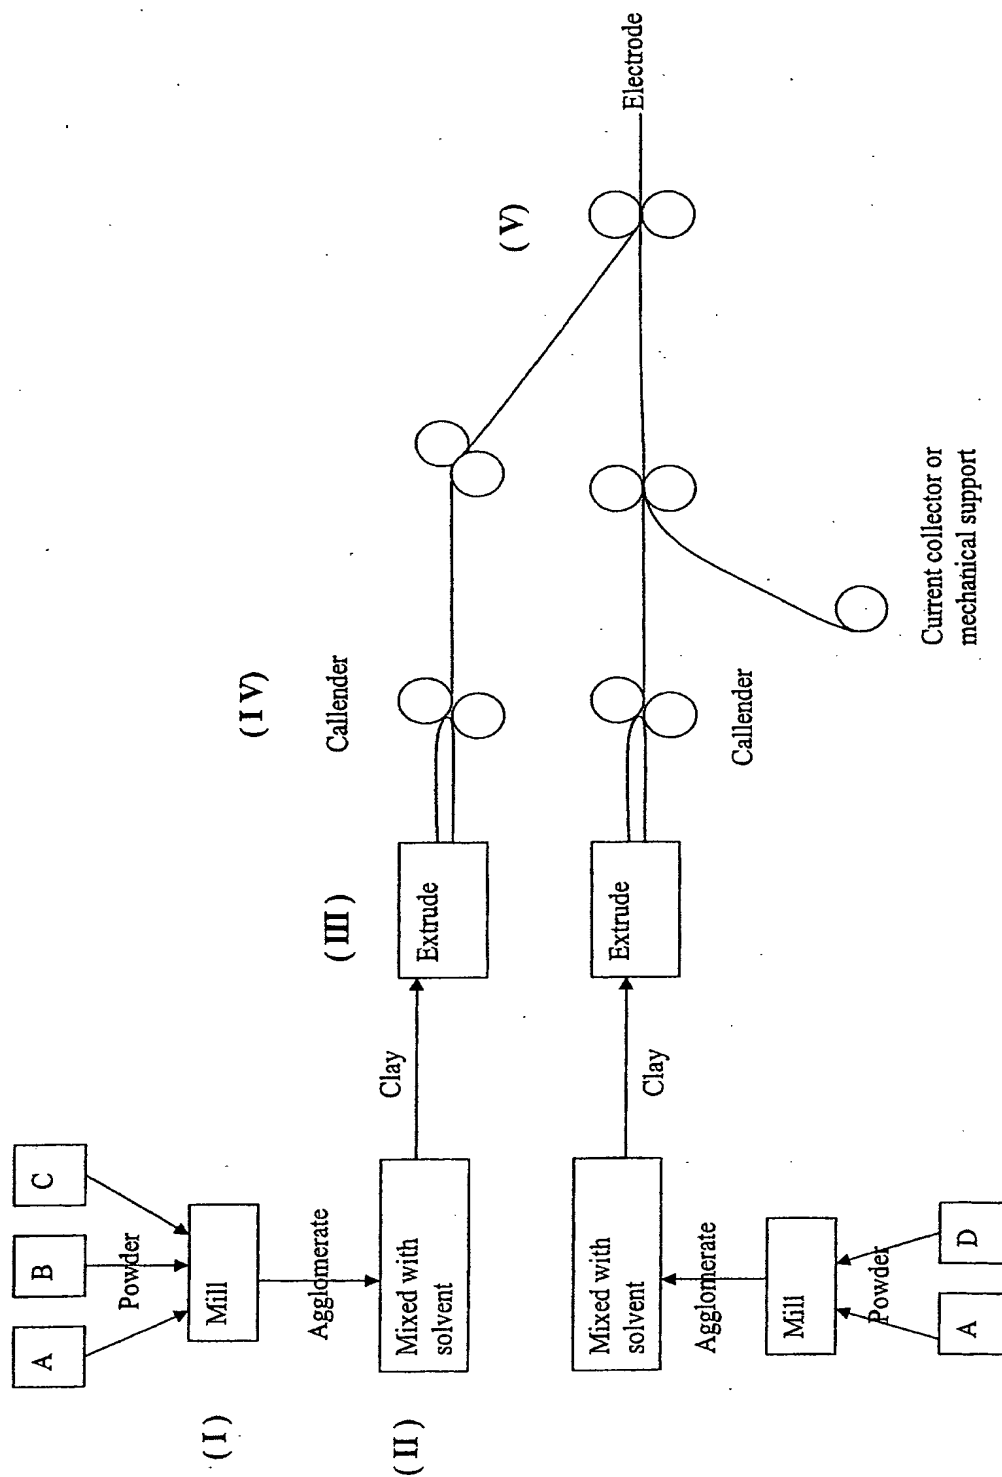 A
B
C
Powder
( I )
Mill
Agglomerate
( II )
Mixed with
solvent
Clay
( III )
Extrude
( I V )
Callender
( V )
Mixed with
solvent
Clay
Extrude
Callender
Electrode
Agglomerate
Mill
Powder
A
D
Current collector or
mechanical support